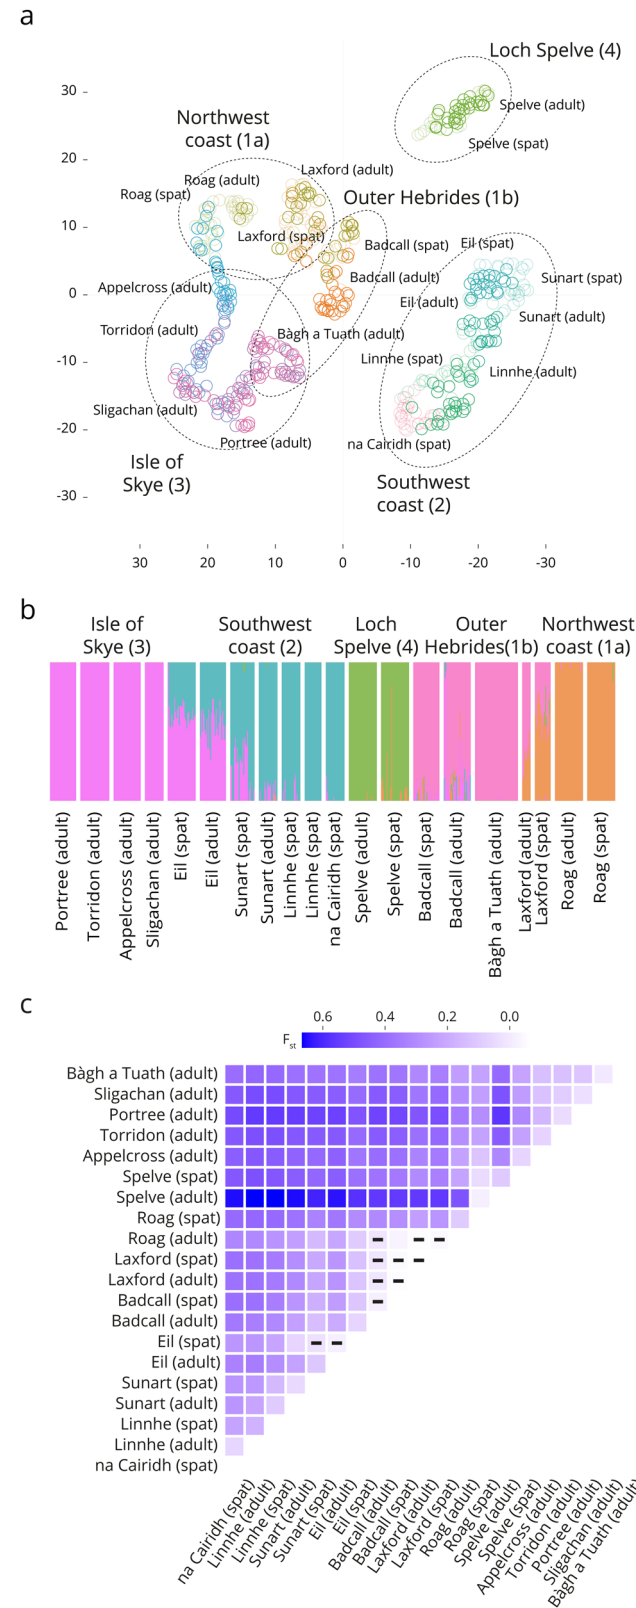 a
Loch Spelve (4)
30
Spelve (adult)
Northwest
coast (1a)
Spelve (spat)
20
Laxford (adult)
Roag (adult)
Roag (spat)
Outer Hebrides (1b)
10
Laxford (spat)
Badcall (spat)
Eil (spat)
Badcall (adult)
Sunart (spat)
Appelcross (adult)
0
Eil (adult)
Sunart (adult)
Torridon (adult)
Bàgh a Tuath (adult)
Linnhe (spat)
-10
Linnhe (adult)
Sligachan (adult)
-20
Portree (adult)
na Cairidh (spat)
Isle of
Skye (3)
Southwest
coast (2)
-30
30
20
10
0
-10
-20
-30
b
Isle of
Skye (3)
Southwest
coast (2)
Loch
Spelve (4)
Outer
Hebrides(1b)
Northwest
coast (1a)
Portree (adult)
Torridon (adult)
Appelcross (adult)
Sligachan (adult)
Eil (spat)
Eil (adult)
Sunart (spat)
Sunart (adult)
Linnhe (spat)
Linnhe (spat)
na Cairidh (spat)
Spelve (adult)
Spelve (spat)
Badcall (spat)
Badcall (adult)
Bàgh a Tuath (adult)
Laxford (adult)
Laxford (spat)
Roag (adult)
Roag (spat)
c
0.6 0.4 0.2 0.0
Fst
Bàgh a Tuath (adult)
Sligachan (adult)
Portree (adult)
Torridon (adult)
Appelcross (adult)
Spelve (spat)
Spelve (adult)
Roag (spat)
Roag (adult)
Laxford (spat)
Laxford (adult)
Badcall (spat)
Badcall (adult)
Eil (spat)
Eil (adult)
Sunart (spat)
Sunart (adult)
Linnhe (spat)
Linnhe (adult)
na Cairidh (spat)
na Cairidh (spat)
Linnhe (adult)
Linnhe (spat)
Sunart (adult)
Sunart (spat)
Eil (adult)
Eil (spat)
Badcall (adult)
Badcall (spat)
Laxford (adult)
Laxford (spat)
Roag (adult)
Roag (spat)
Spelve (adult)
Spelve (spat)
Appelcross (adult)
Torridon (adult)
Portree (adult)
Sligachan (adult)
Bàgh a Tuath (adult)